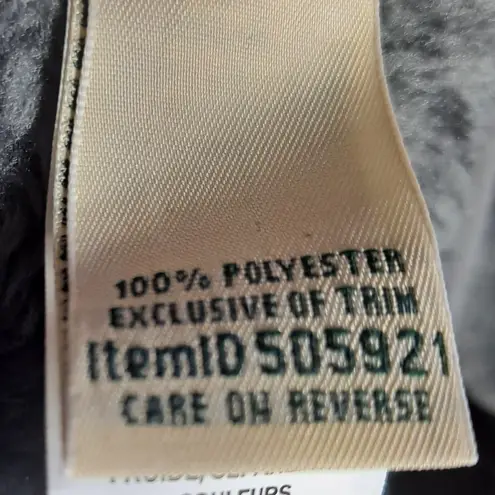 100% POLYESTER
EXCLUSIVE OF TRIM
ItemID 505921
CARE ON REVERSE